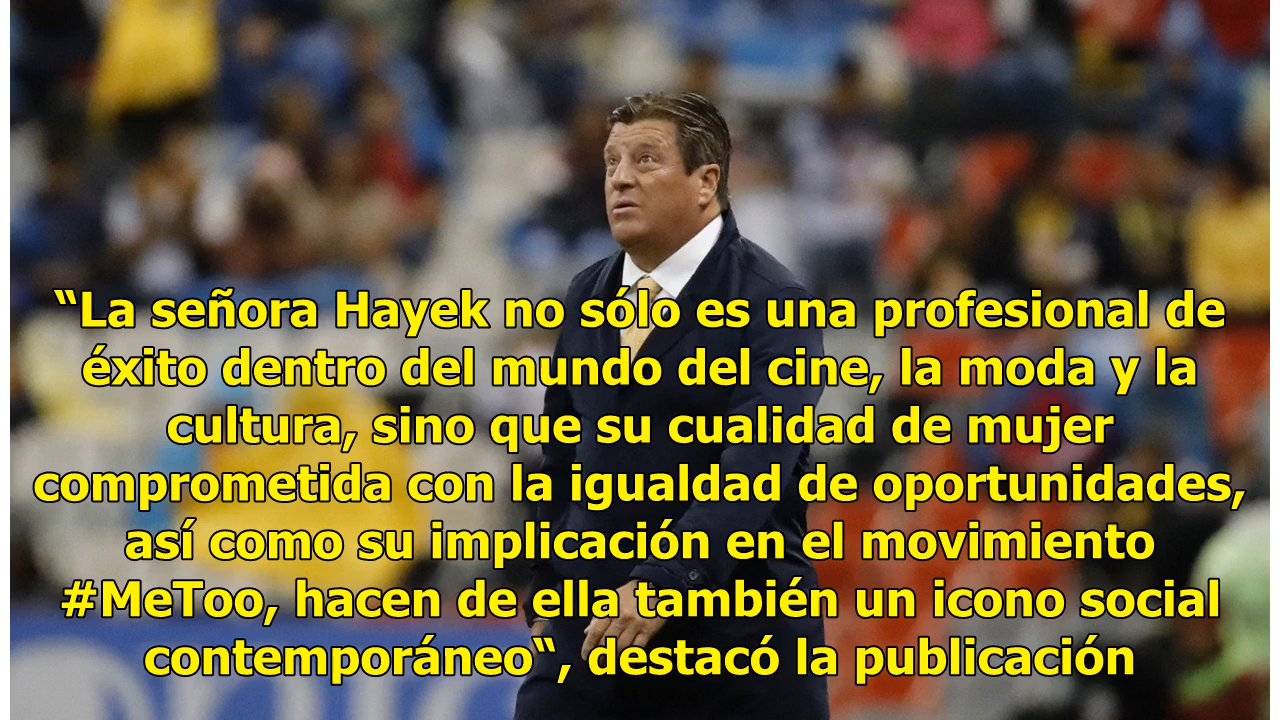 “La señora Hayek no sólo es una profesional de
éxito dentro del mundo del cine, la moda y la
cultura, sino que su cualidad de mujer
comprometida con la igualdad de oportunidades,
así como su implicación en el movimiento
#MeToo, hacen de ella también un icono social
contemporáneo“, destacó la publicación